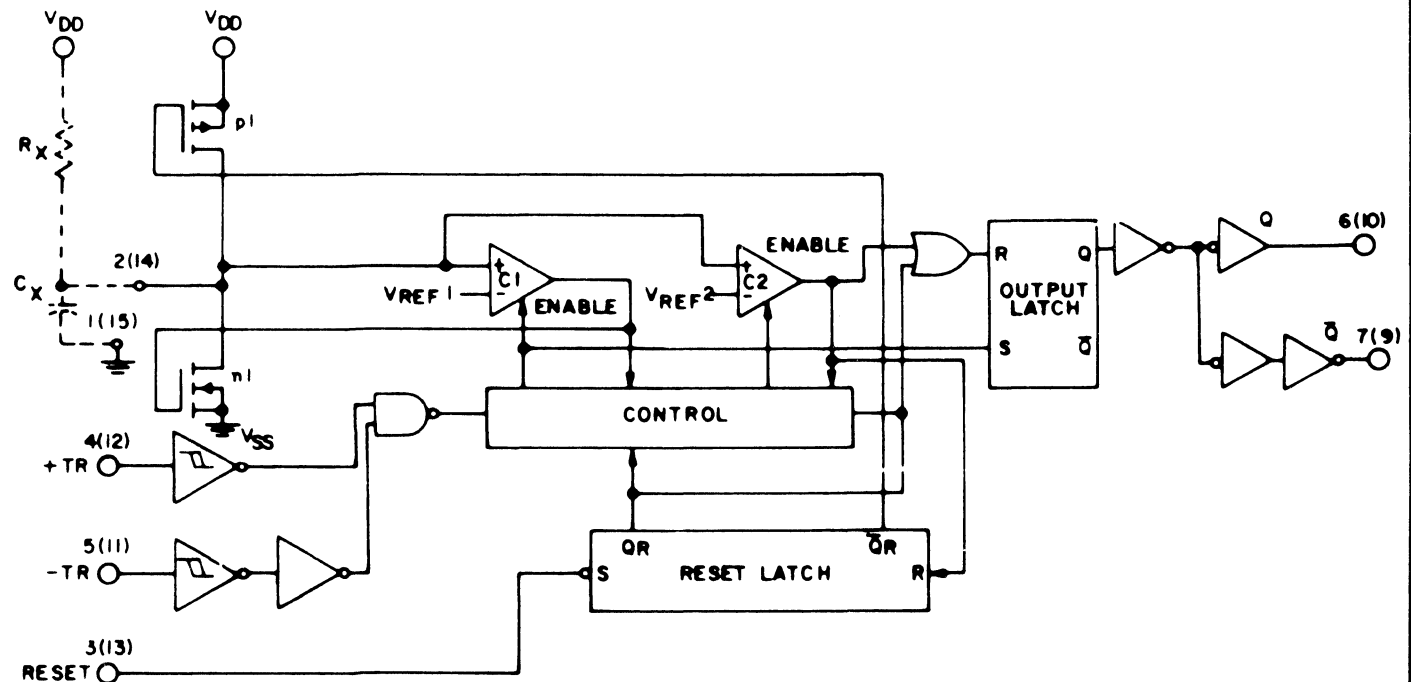 VDD VDD
p1
RX
ENABLE Q 6(10)
2(14) + C1 - + C2 - R Q
CX VREF 1 ENABLE VREF 2 OUTPUT LATCH
1(15) S Q̅ Q̅ 7(9)
n1
CONTROL
VSS
4(12)
+TR
5(11) QR Q̅R
-TR S RESET LATCH R
3(13)
RESET